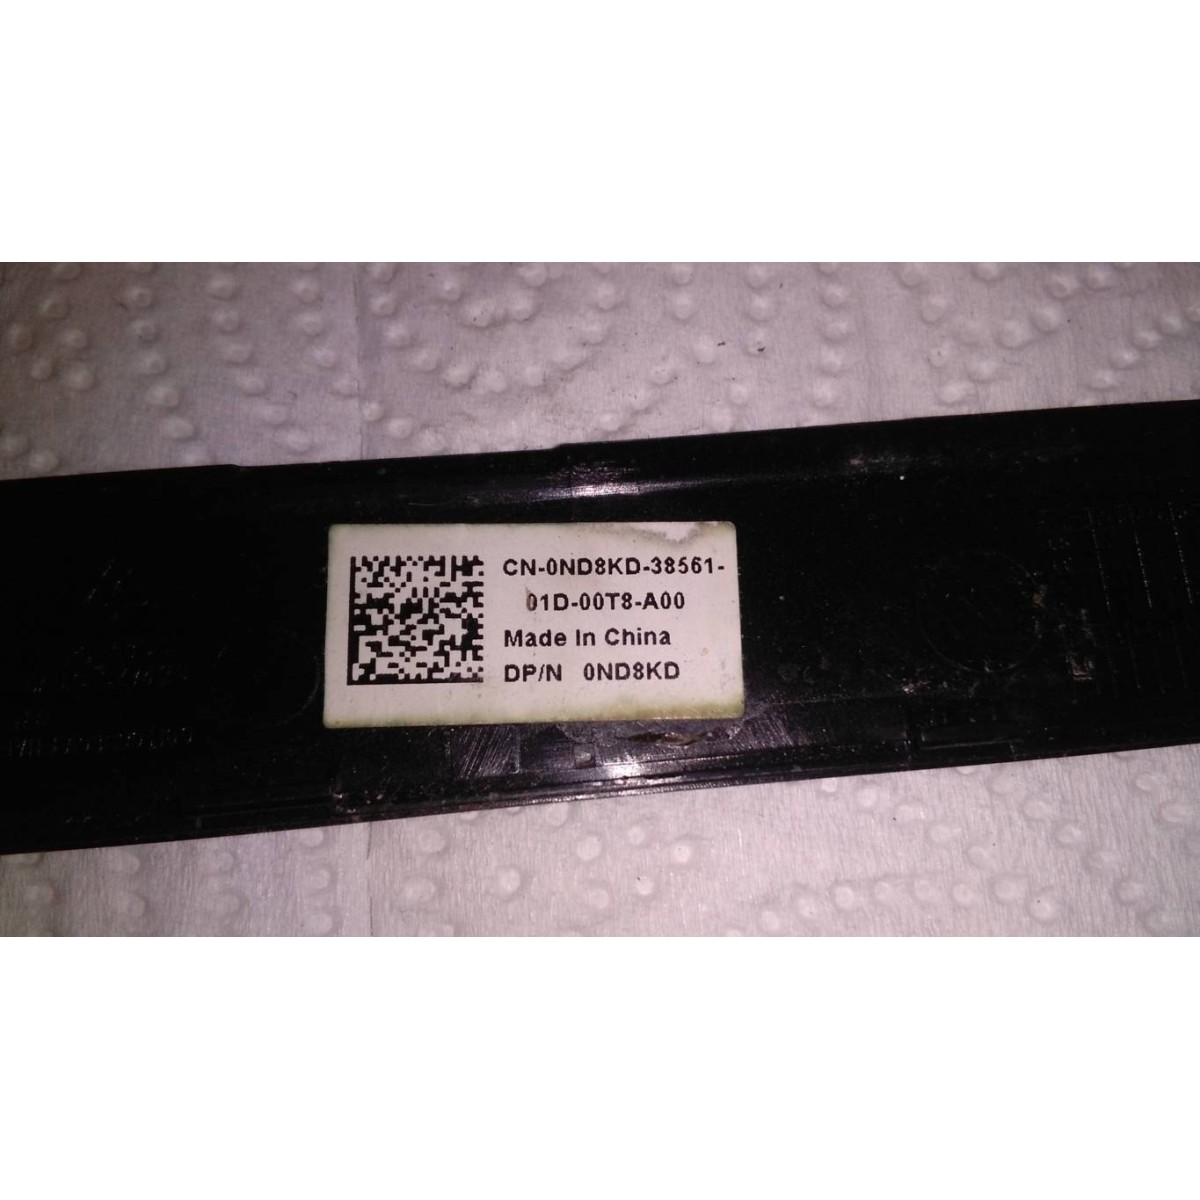 CN-0ND8KD-38561-
01D-00T8-A00
Made In China
DP/N 0ND8KD